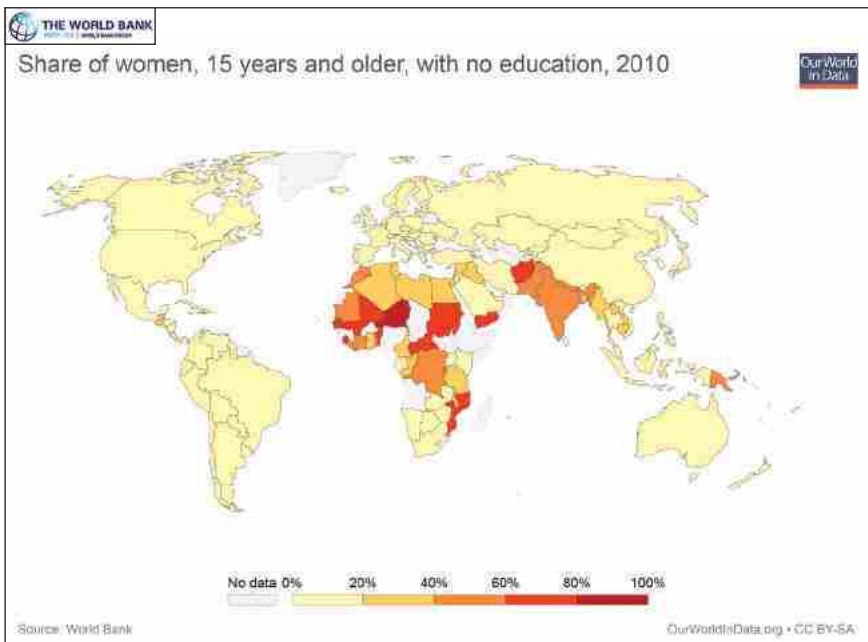 THE WORLD BANK
Share of women, 15 years and older, with no education, 2010
Our World
in Data
No data 0% 20% 40% 60% 80% 100%
Source: World Bank
OurWorldInData.org • CC BY-SA